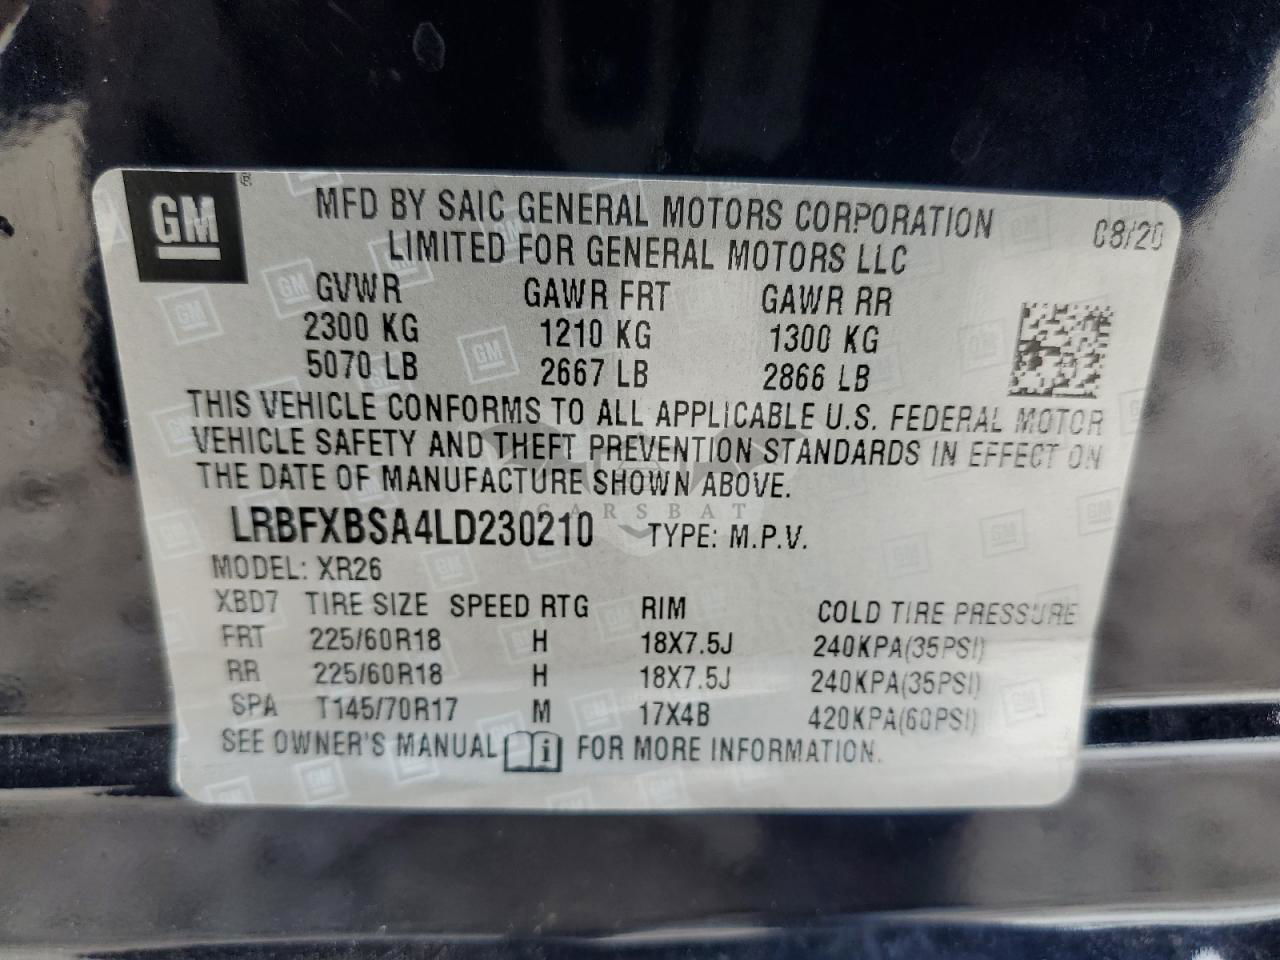 GM ®
MFD BY SAIC GENERAL MOTORS CORPORATION 08/20
LIMITED FOR GENERAL MOTORS LLC
GVWR GAWR FRT GAWR RR
2300 KG 1210 KG 1300 KG
5070 LB 2667 LB 2866 LB
THIS VEHICLE CONFORMS TO ALL APPLICABLE U.S. FEDERAL MOTOR
VEHICLE SAFETY AND THEFT PREVENTION STANDARDS IN EFFECT ON
THE DATE OF MANUFACTURE SHOWN ABOVE.
CARSBAT
LRBFXBSA4LD230210 TYPE: M.P.V.
MODEL: XR26
XBD7 TIRE SIZE SPEED RTG RIM COLD TIRE PRESSURE
FRT 225/60R18 H 18X7.5J 240KPA(35PSI)
RR 225/60R18 H 18X7.5J 240KPA(35PSI)
SPA T145/70R17 M 17X4B 420KPA(60PSI)
SEE OWNER'S MANUAL i FOR MORE INFORMATION.